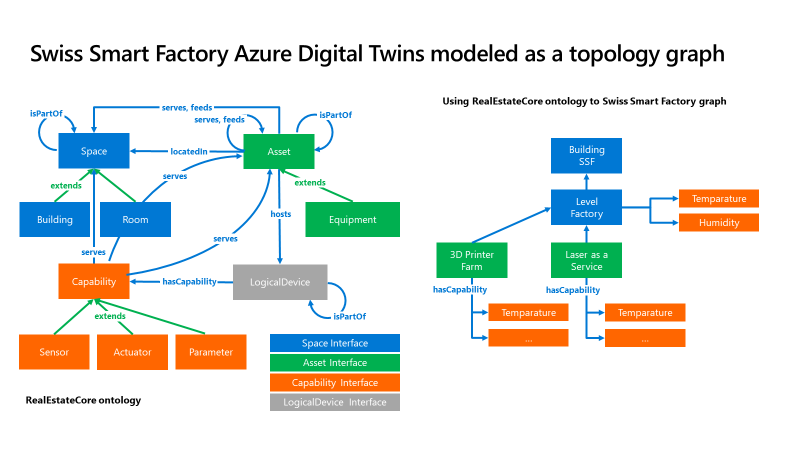 Swiss Smart Factory Azure Digital Twins modeled as a topology graph
serves, feeds
isPartOf
serves, feeds
isPartOf
Space
locatedIn
Asset
serves
extends
extends
Building
Room
hosts
Equipment
serves
serves
Capability
hasCapability
LogicalDevice
extends
isPartOf
Sensor
Actuator
Parameter
Space Interface
Asset Interface
Capability Interface
LogicalDevice Interface
RealEstateCore ontology
Using RealEstateCore ontology to Swiss Smart Factory graph
Building
SSF
Level
Factory
Temparature
Humidity
3D Printer
Farm
Laser as a
Service
hasCapability
hasCapability
Temparature
Temparature
...
...